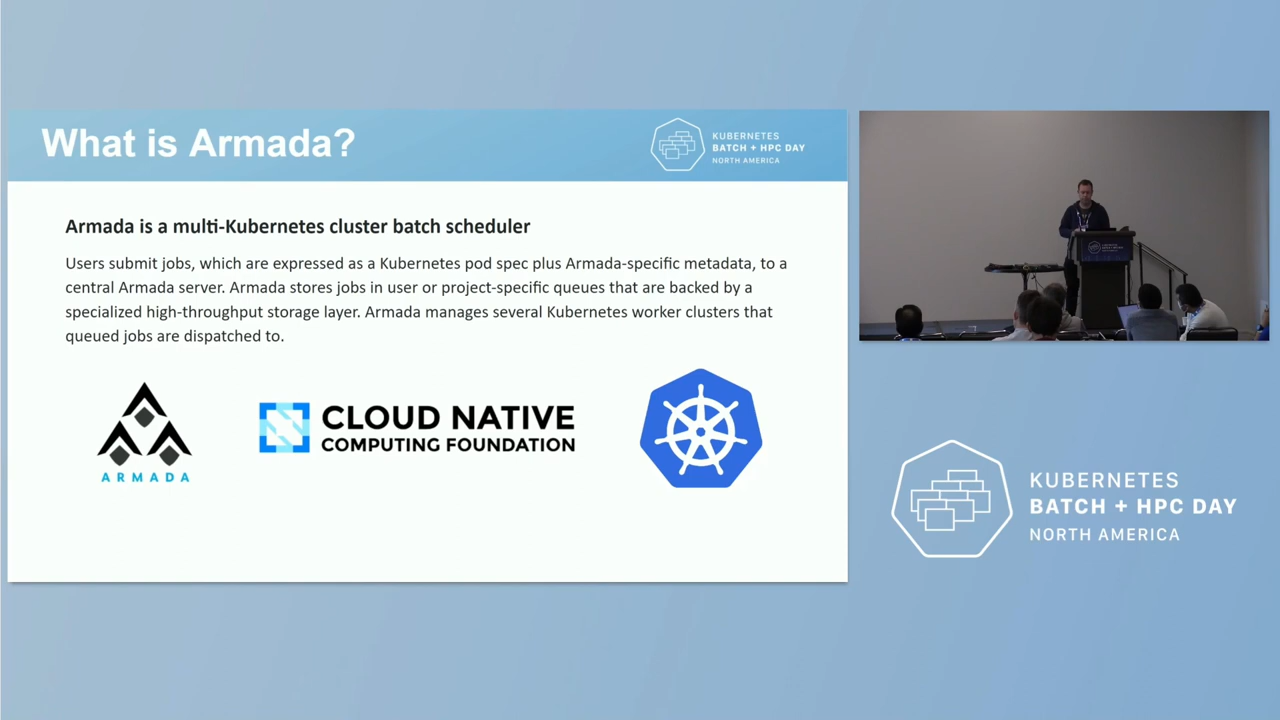 What is Armada?
KUBERNETES
BATCH + HPC DAY
NORTH AMERICA
Armada is a multi-Kubernetes cluster batch scheduler
Users submit jobs, which are expressed as a Kubernetes pod spec plus Armada-specific metadata, to a
central Armada server. Armada stores jobs in user or project-specific queues that are backed by a
specialized high-throughput storage layer. Armada manages several Kubernetes worker clusters that
queued jobs are dispatched to.
ARMADA
CLOUD NATIVE
COMPUTING FOUNDATION
KUBERNETES
BATCH + HPC DAY
NORTH AMERICA